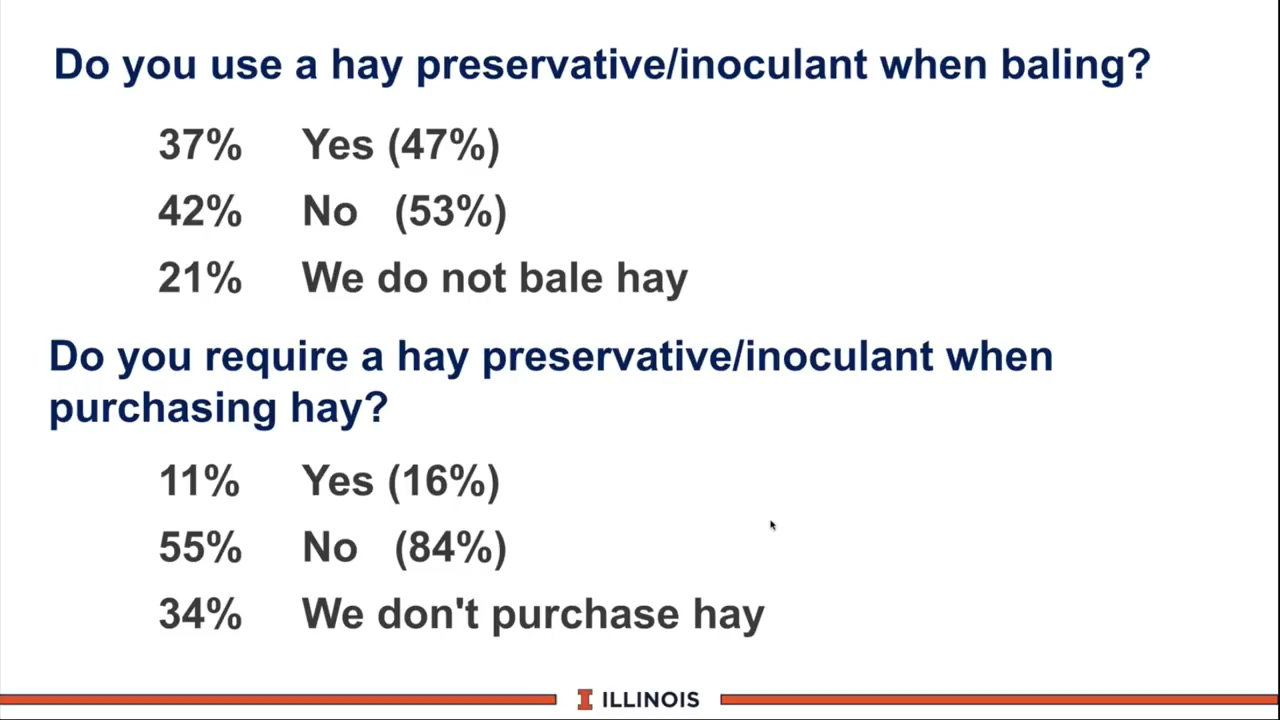 Do you use a hay preservative/inoculant when baling?
37% Yes (47%)
42% No (53%)
21% We do not bale hay
Do you require a hay preservative/inoculant when
purchasing hay?
11% Yes (16%)
55% No (84%)
34% We don't purchase hay
I ILLINOIS